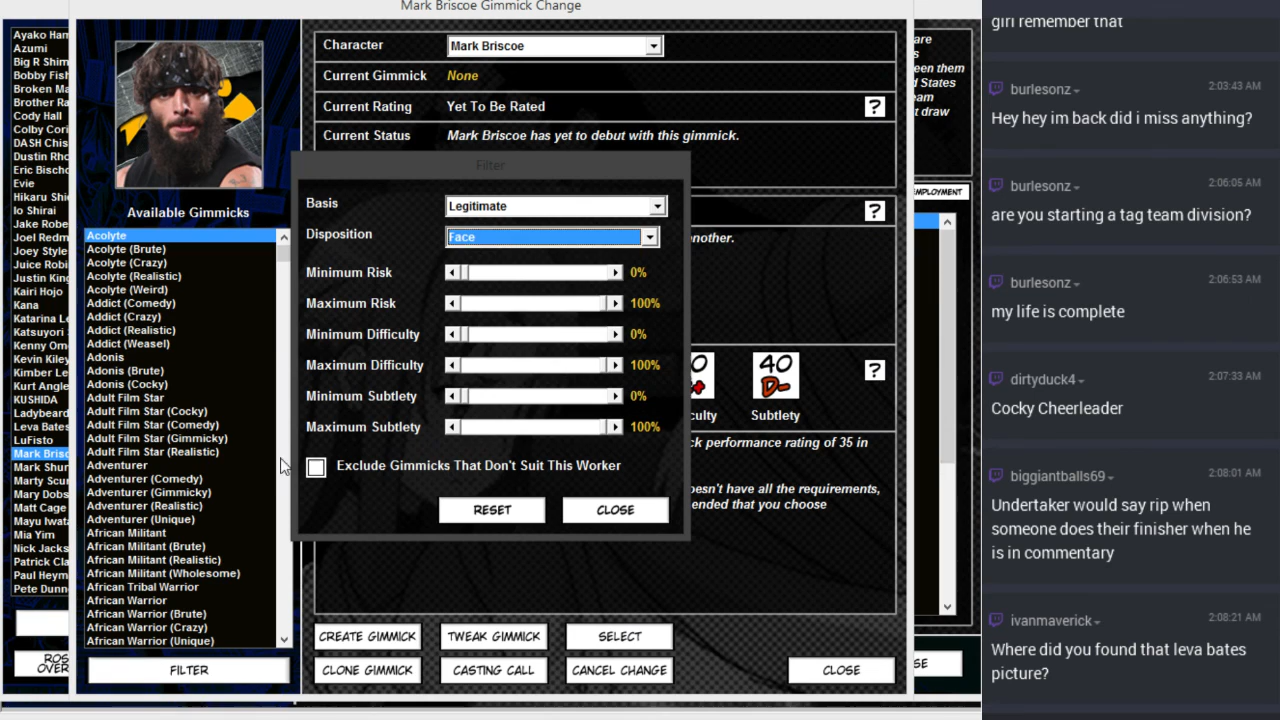 Mark Briscoe Gimmick Change
Ayako Ham
Azumi
Big R Shim
Bobby Fish
Broken Ma
Brother Ra
Cody Hall
Colby Cori
DASH Chis
Dustin Rho
Eric Bischo
Evie
Hikaru Shi
Io Shirai
Jake Robe
Joel Redm
Joey Style
Juice Robi
Justin King
Kairi Hojo
Kana
Katarina Le
Katsuyori
Kenny Om
Kevin Kiley
Kimber Le
Kurt Angle
KUSHIDA
Ladybeard
Leva Bates
LuFisto
Mark Brisc
Mark Shur
Marty Scur
Mary Dobs
Matt Cage
Mayu Iwat
Mia Yim
Nick Jacks
Patrick Cla
Paul Heym
Pete Dunn
ROS
OVER
Available Gimmicks
Acolyte
Acolyte (Brute)
Acolyte (Crazy)
Acolyte (Realistic)
Acolyte (Weird)
Addict (Comedy)
Addict (Crazy)
Addict (Realistic)
Addict (Weasel)
Adonis
Adonis (Brute)
Adonis (Cocky)
Adult Film Star
Adult Film Star (Cocky)
Adult Film Star (Comedy)
Adult Film Star (Gimmicky)
Adult Film Star (Realistic)
Adventurer
Adventurer (Comedy)
Adventurer (Gimmicky)
Adventurer (Realistic)
Adventurer (Unique)
African Militant
African Militant (Brute)
African Militant (Realistic)
African Militant (Wholesome)
African Tribal Warrior
African Warrior
African Warrior (Brute)
African Warrior (Crazy)
African Warrior (Unique)
FILTER
Character
Mark Briscoe
Current Gimmick
None
Current Rating
Yet To Be Rated
?
Current Status
Mark Briscoe has yet to debut with this gimmick.
Filter
Basis
Legitimate
Disposition
Face
Minimum Risk
0%
Maximum Risk
100%
Minimum Difficulty
0%
Maximum Difficulty
100%
Minimum Subtlety
0%
Maximum Subtlety
100%
Exclude Gimmicks That Don't Suit This Worker
RESET
CLOSE
?
nother.
40
D-
?
culty
Subtlety
ck performance rating of 35 in
oesn't have all the requirements,
ended that you choose
CREATE GIMMICK
TWEAK GIMMICK
SELECT
CLONE GIMMICK
CASTING CALL
CANCEL CHANGE
CLOSE
are
s
een them
d States
eam
t draw
EMPLOYMENT
SE
girl remember that
burlesonz
2:03:43 AM
Hey hey im back did i miss anything?
burlesonz
2:06:05 AM
are you starting a tag team division?
burlesonz
2:06:53 AM
my life is complete
dirtyduck4
2:07:33 AM
Cocky Cheerleader
biggiantballs69
2:08:01 AM
Undertaker would say rip when
someone does their finisher when he
is in commentary
ivanmaverick
2:08:21 AM
Where did you found that leva bates
picture?